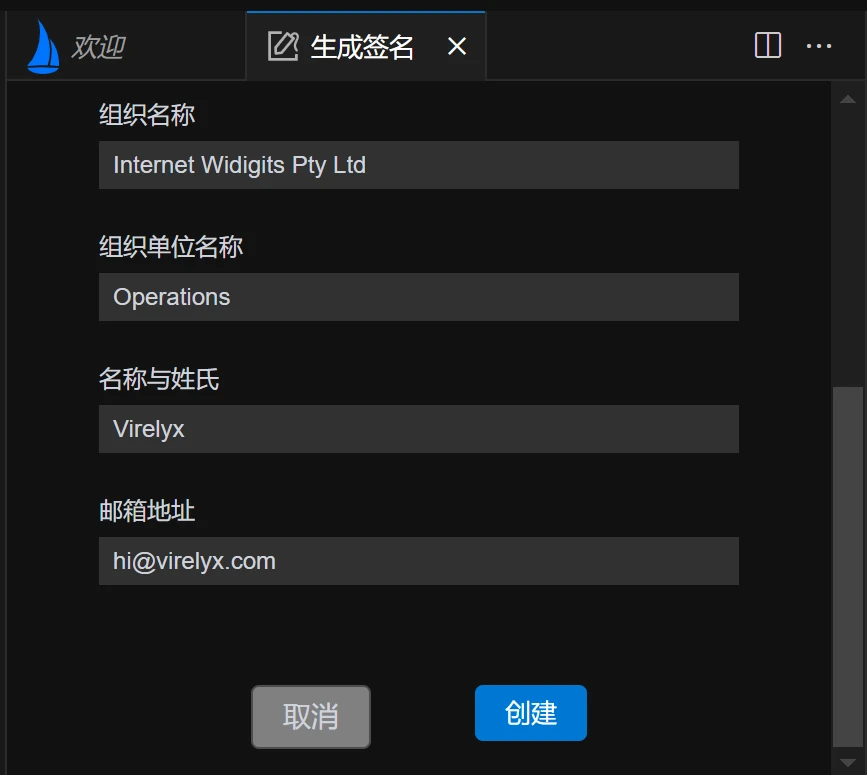 欢迎
生成签名
组织名称
Internet Widigits Pty Ltd
组织单位名称
Operations
名称与姓氏
Virelyx
邮箱地址
hi@virelyx.com
取消 创建